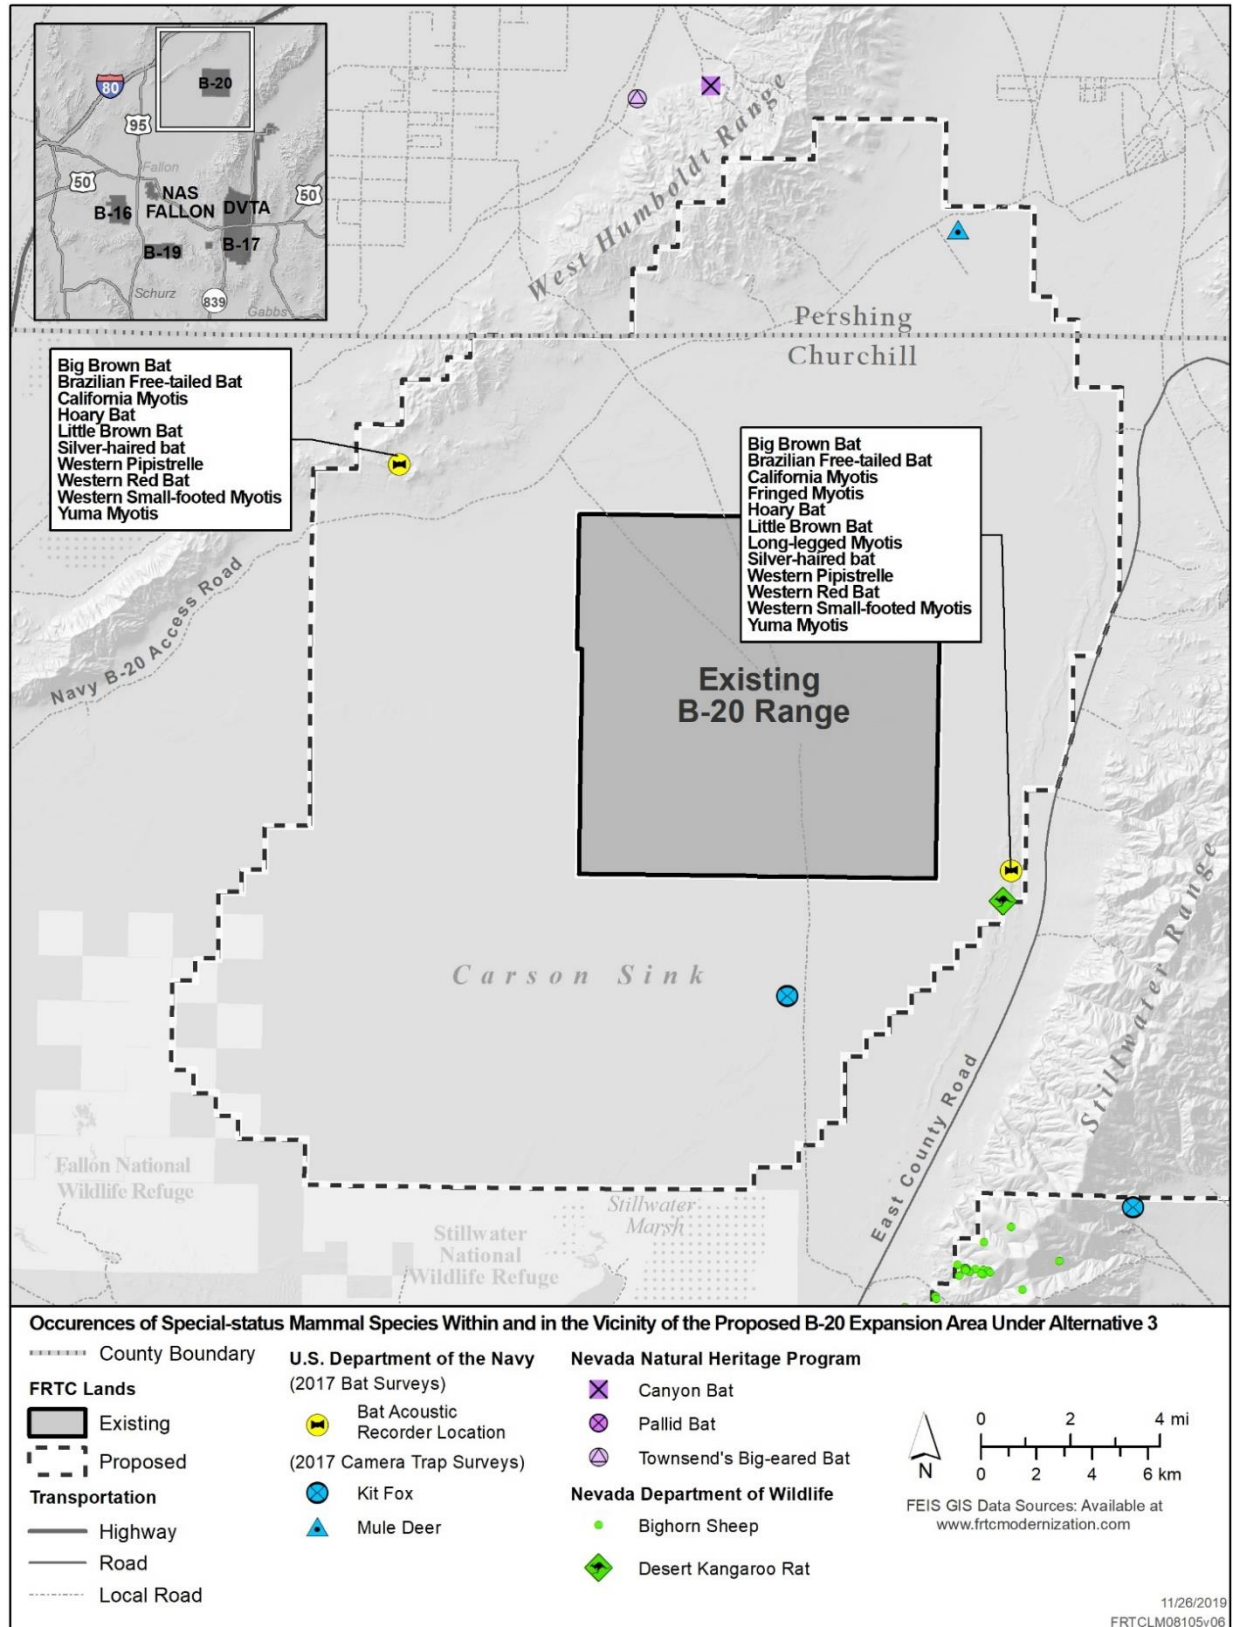 80
B-20
95
Fallon
50
NAS
FALLON
DVTA
50
B-16
B-19
B-17
Schurz
839
Gabbs
West Humboldt Range
Pershing
Churchill
Big Brown Bat
Brazilian Free-tailed Bat
California Myotis
Hoary Bat
Little Brown Bat
Silver-haired bat
Western Pipistrelle
Western Red Bat
Western Small-footed Myotis
Yuma Myotis
Big Brown Bat
Brazilian Free-tailed Bat
California Myotis
Fringed Myotis
Hoary Bat
Little Brown Bat
Long-legged Myotis
Silver-haired bat
Western Pipistrelle
Western Red Bat
Western Small-footed Myotis
Yuma Myotis
Navy B-20 Access Road
Existing
B-20 Range
Carson Sink
Stillwater Range
East County Road
Fallon National
Wildlife Refuge
Stillwater
Marsh
Stillwater
National
Wildlife Refuge
Occurences of Special-status Mammal Species Within and in the Vicinity of the Proposed B-20 Expansion Area Under Alternative 3
County Boundary
FRTC Lands
Existing
Proposed
Transportation
Highway
Road
Local Road
U.S. Department of the Navy
(2017 Bat Surveys)
Bat Acoustic
Recorder Location
(2017 Camera Trap Surveys)
Kit Fox
Mule Deer
Nevada Natural Heritage Program
Canyon Bat
Pallid Bat
Townsend's Big-eared Bat
Nevada Department of Wildlife
Bighorn Sheep
Desert Kangaroo Rat
N
0 2 4 mi
0 2 4 6 km
FEIS GIS Data Sources: Available at
www.frtcmodernization.com
11/26/2019
FRTCLM08105v06